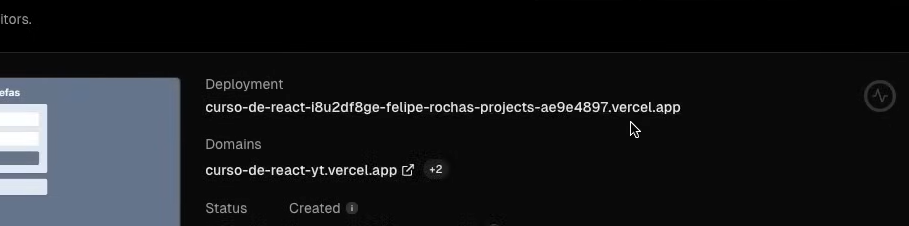 itors.
efas
Deployment
curso-de-react-i8u2df8ge-felipe-rochas-projects-ae9e4897.vercel.app
Domains
curso-de-react-yt.vercel.app +2
Status Created